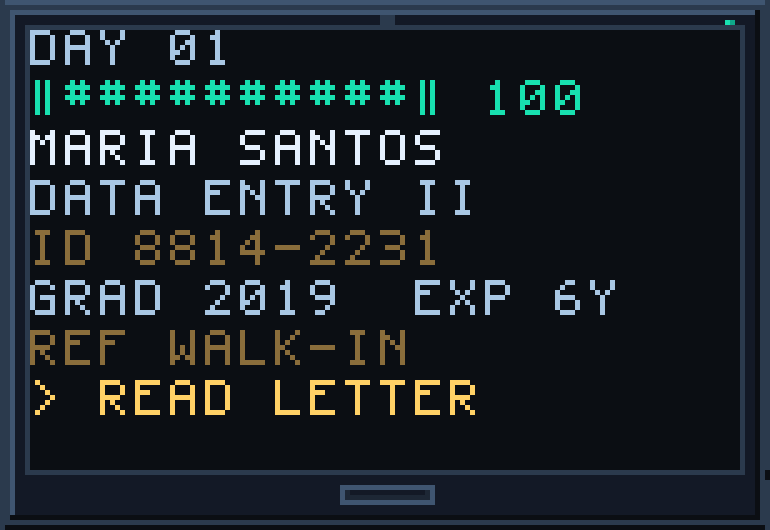 DAY 01
‖##########‖ 100
MARIA SANTOS
DATA ENTRY II
ID 8814-2231
GRAD 2019 EXP 6Y
REF WALK-IN
> READ LETTER